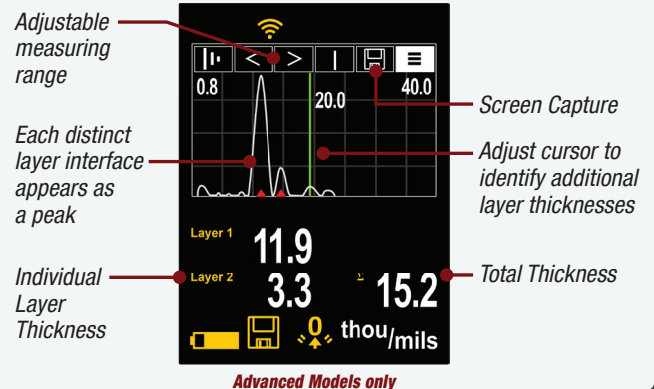 Adjustable
measuring
range
Each distinct
layer interface
appears as
a peak
Individual
Layer
Thickness
< >
0.8 20.0 40.0
Layer 1 11.9
Layer 2 3.3 Σ 15.2
0 thou/mils
Screen Capture
Adjust cursor to
identify additional
layer thicknesses
Total Thickness
Advanced Models only